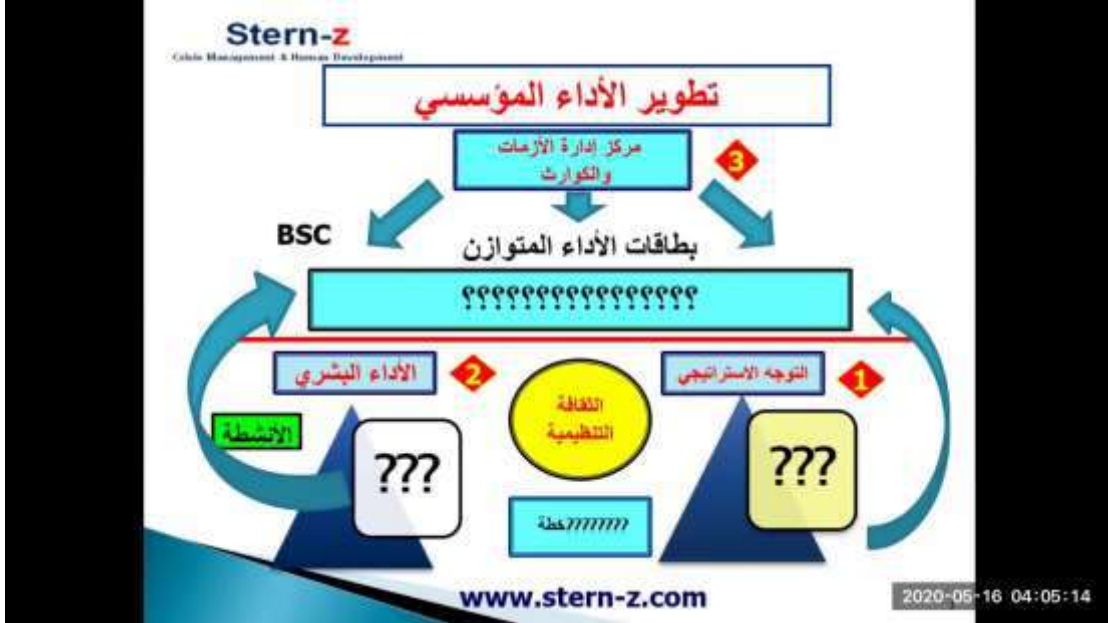 Stern-z
Crisis Management & Human Development
تطوير الأداء المؤسسي
مركز إدارة الأزمات
والكوارث
3
BSC
بطاقات الأداء المتوازن
؟؟؟؟؟؟؟؟؟؟؟؟؟؟؟؟
التوجه الاستراتيجي
1
الأداء البشري
2
الثقافة
التنظيمية
الأنشطة
???
???
خطة????????
www.stern-z.com
2020-05-16 04:05:14